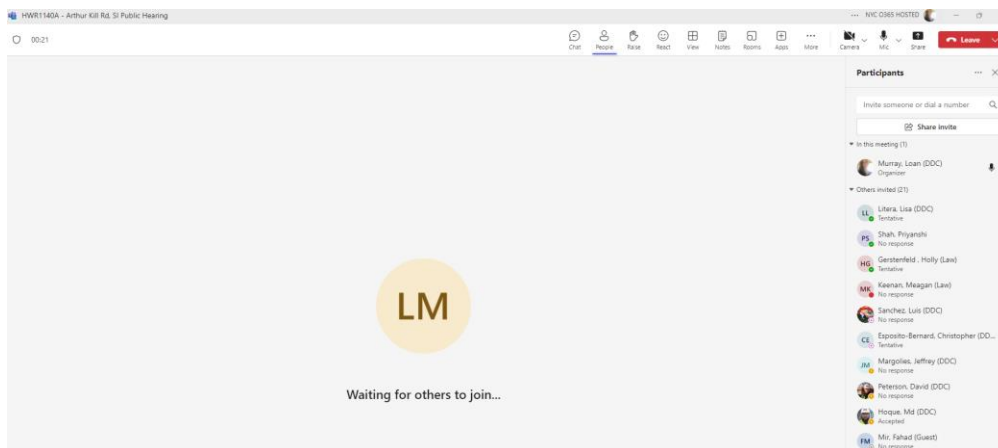 HWR1140A - Arthur Kill Rd, SI Public Hearing
NYC O365 HOSTED
00:21
Chat
People
Raise
React
View
Notes
Rooms
Apps
More
Camera
Mic
Share
Leave
Participants
Invite someone or dial a number
Share invite
In this meeting (1)
Murray, Loan (DDC)
Organizer
Others invited (21)
LL
Litera, Lisa (DDC)
Tentative
PS
Shah, Priyanshi
No response
HG
Gerstenfeld , Holly (Law)
Tentative
MK
Keenan, Meagan (Law)
No response
Sanchez, Luis (DDC)
No response
CE
Esposito-Bernard, Christopher (DD...
Tentative
JM
Margolies, Jeffrey (DDC)
No response
Peterson, David (DDC)
No response
Hoque, Md (DDC)
Accepted
FM
Mir, Fahad (Guest)
No response
LM
Waiting for others to join...